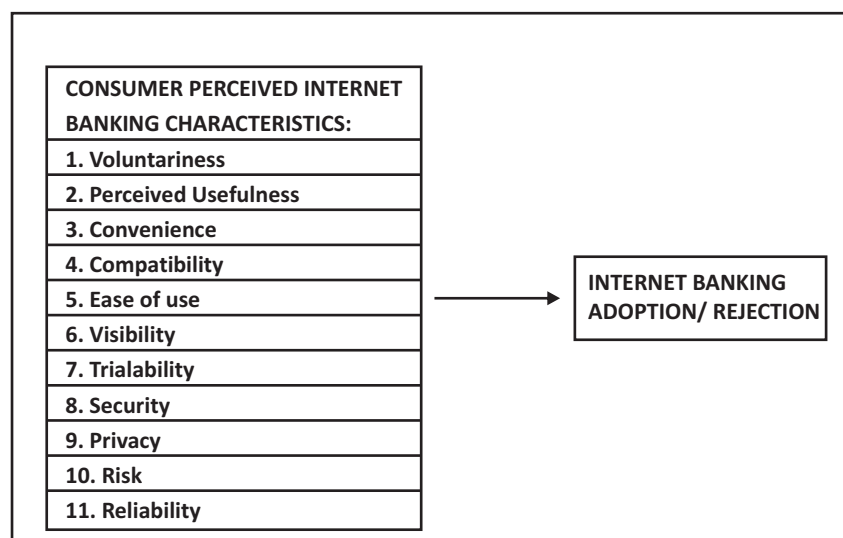 CONSUMER PERCEIVED INTERNET
BANKING CHARACTERISTICS:
1. Voluntariness
2. Perceived Usefulness
3. Convenience
4. Compatibility
5. Ease of use
6. Visibility
7. Trialability
8. Security
9. Privacy
10. Risk
11. Reliability
INTERNET BANKING
ADOPTION/ REJECTION